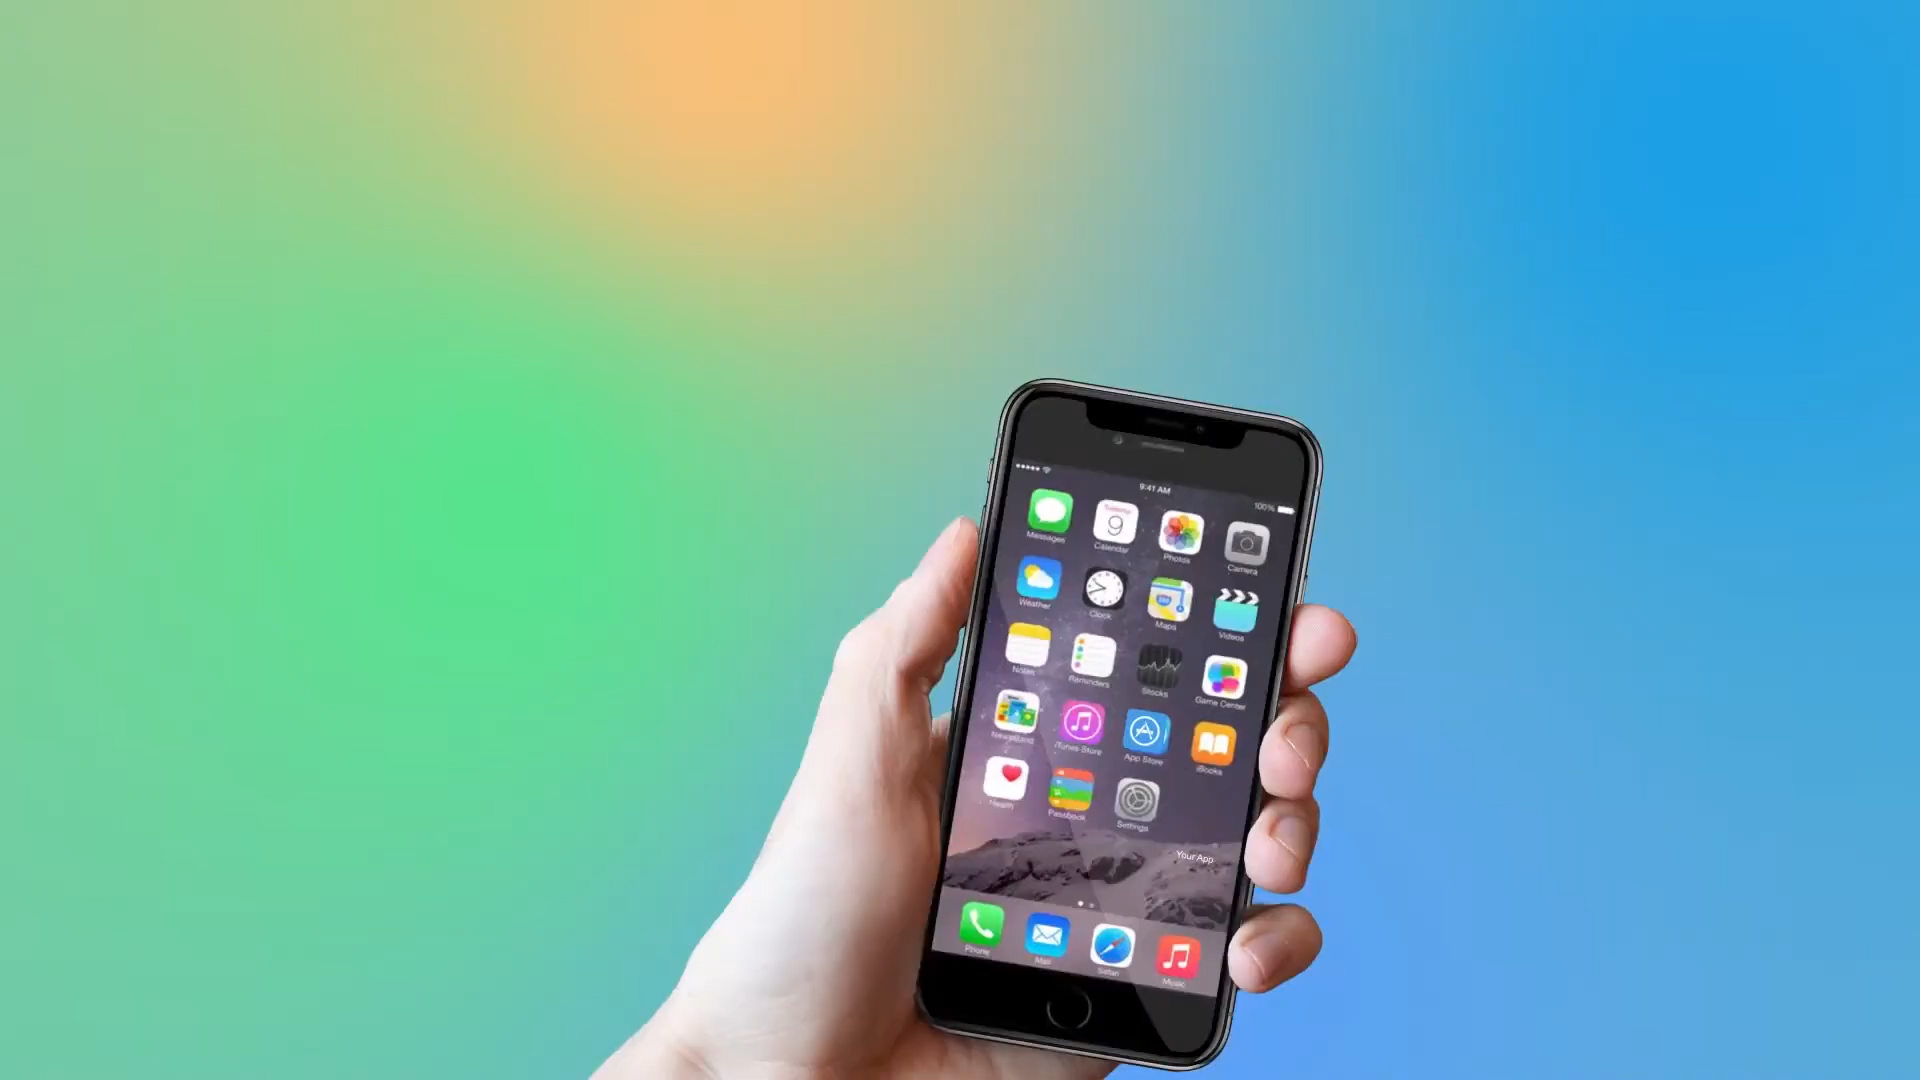 9:41 AM
100%
Messages
Tuesday
9
Calendar
Photos
Camera
Weather
Clock
Maps
Videos
Notes
Reminders
Stocks
Game Center
Newsstand
iTunes Store
App Store
iBooks
Health
Passbook
Settings
Your App
Phone
Mail
Safari
Music